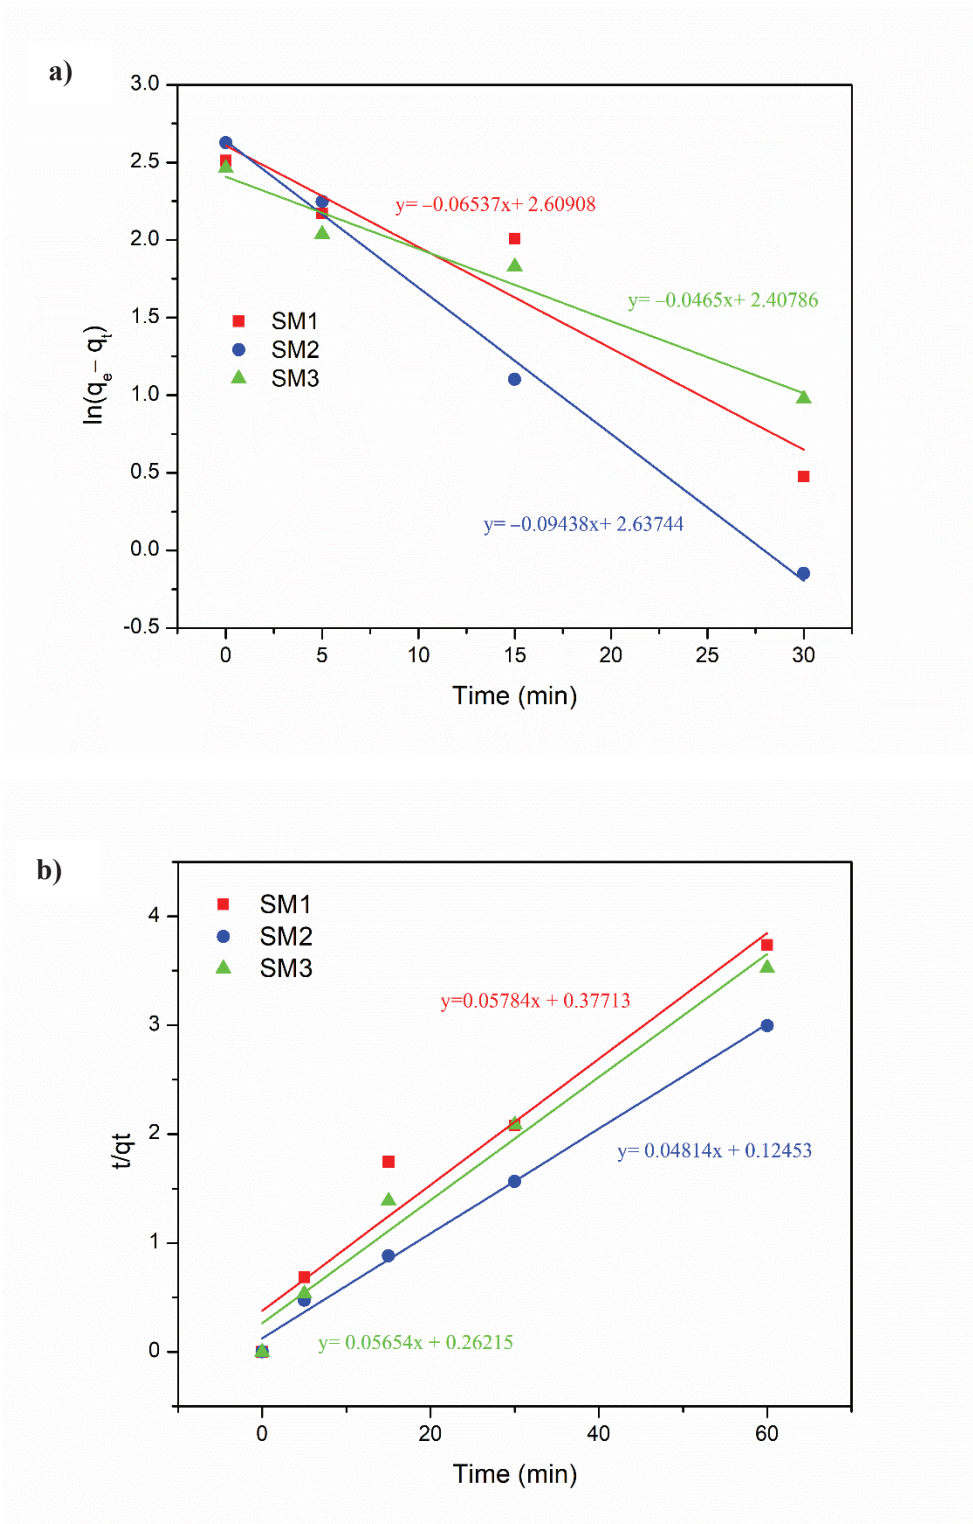 a)
3.0
2.5
2.0
1.5
1.0
0.5
0.0
-0.5
ln(qe – qt)
y= –0.06537x+ 2.60908
y= –0.0465x+ 2.40786
SM1
SM2
SM3
y= –0.09438x+ 2.63744
0 5 10 15 20 25 30
Time (min)
b)
4
3
2
1
0
t/qt
SM1
SM2
SM3
y=0.05784x + 0.37713
y= 0.04814x + 0.12453
y= 0.05654x + 0.26215
0 20 40 60
Time (min)